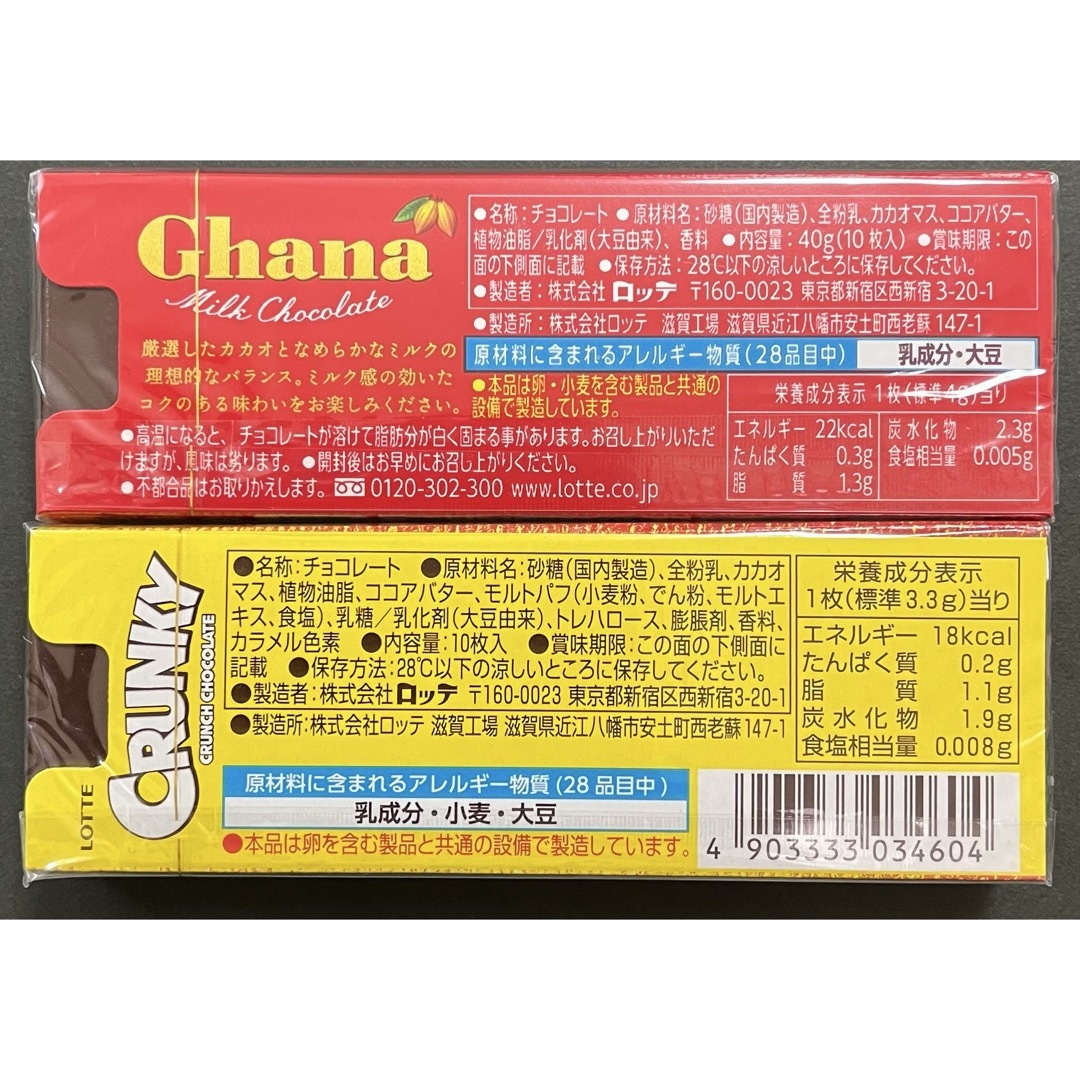 Ghana
Milk Chocolate
厳選したカカオとなめらかなミルクの
理想的なバランス。ミルク感の効いた
コクのある味わいをお楽しみください。
●高温になると、チョコレートが溶けて脂肪分が白く固まる事があります。お召し上がりいただ
けますが、風味は劣ります。 ●開封後はお早めにお召し上がりください。
●不都合品はお取りかえします。 0120-302-300 www.lotte.co.jp
●名称：チョコレート ●原材料名：砂糖（国内製造）、全粉乳、カカオマス、ココアバター、
植物油脂／乳化剤（大豆由来）、香料 ●内容量：40g（10枚入） ●賞味期限：この
面の下側面に記載 ●保存方法：28℃以下の涼しいところに保存してください。
●製造者：株式会社 ロッテ 〒160-0023 東京都新宿区西新宿 3-20-1
●製造所：株式会社ロッテ 滋賀工場 滋賀県近江八幡市安土町西老蘇 147-1
原材料に含まれるアレルギー物質（28品目中） 乳成分・大豆
●本品は卵・小麦を含む製品と共通の
設備で製造しています。
栄養成分表示 1枚（標準4g）当り
エネルギー 22kcal 炭水化物 2.3g
たんぱく質 0.3g 食塩相当量 0.005g
脂質 1.3g
LOTTE
CRUNKY
CRUNCH CHOCOLATE
●名称：チョコレート ●原材料名：砂糖（国内製造）、全粉乳、カカオ
マス、植物油脂、ココアバター、モルトパフ（小麦粉、でん粉、モルトエ
キス、食塩）、乳糖／乳化剤（大豆由来）、トレハロース、膨脹剤、香料、
カラメル色素 ●内容量：10枚入 ●賞味期限：この面の下側面に
記載 ●保存方法：28℃以下の涼しいところに保存してください。
●製造者：株式会社 ロッテ 〒160-0023 東京都新宿区西新宿3-20-1
●製造所：株式会社ロッテ 滋賀工場 滋賀県近江八幡市安土町西老蘇147-1
原材料に含まれるアレルギー物質（28品目中）
乳成分・小麦・大豆
●本品は卵を含む製品と共通の設備で製造しています。
栄養成分表示
1枚（標準3.3g）当り
エネルギー 18kcal
たんぱく質 0.2g
脂質 1.1g
炭水化物 1.9g
食塩相当量 0.008g
4 903333 034604